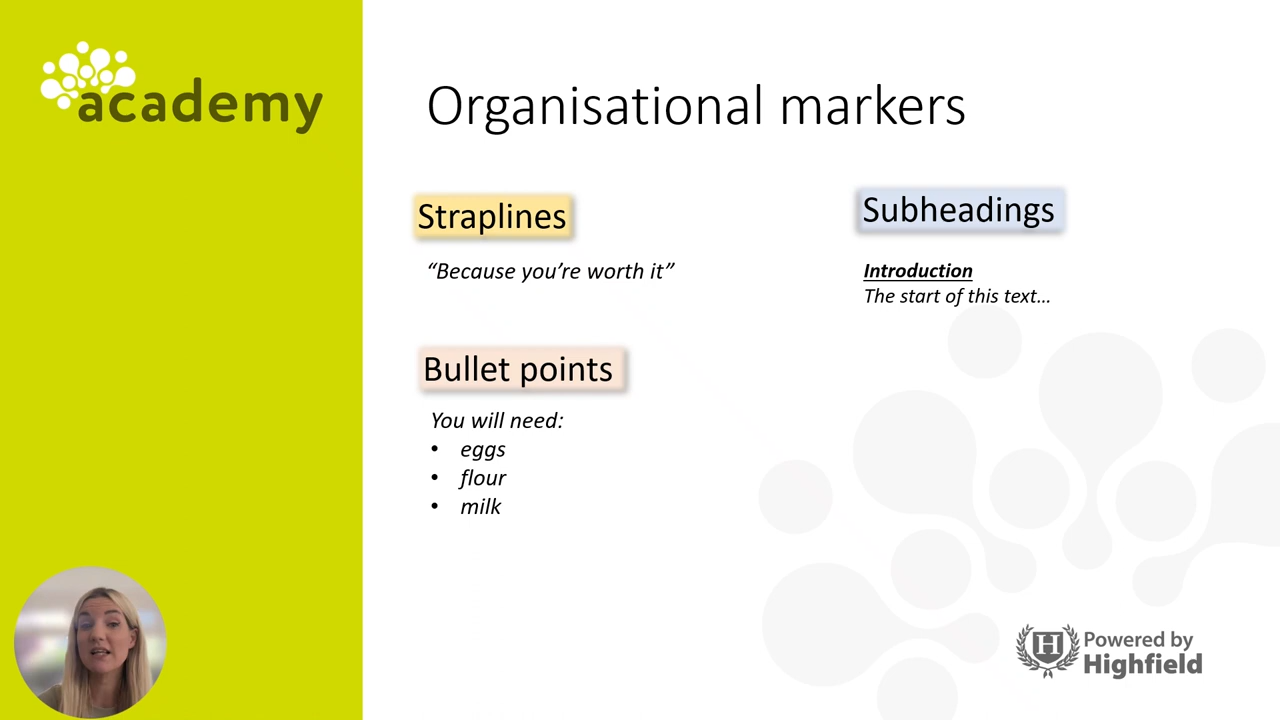 academy
Organisational markers
Straplines
“Because you’re worth it”
Subheadings
Introduction
The start of this text...
Bullet points
You will need:
• eggs
• flour
• milk
H
Powered by
Highfield